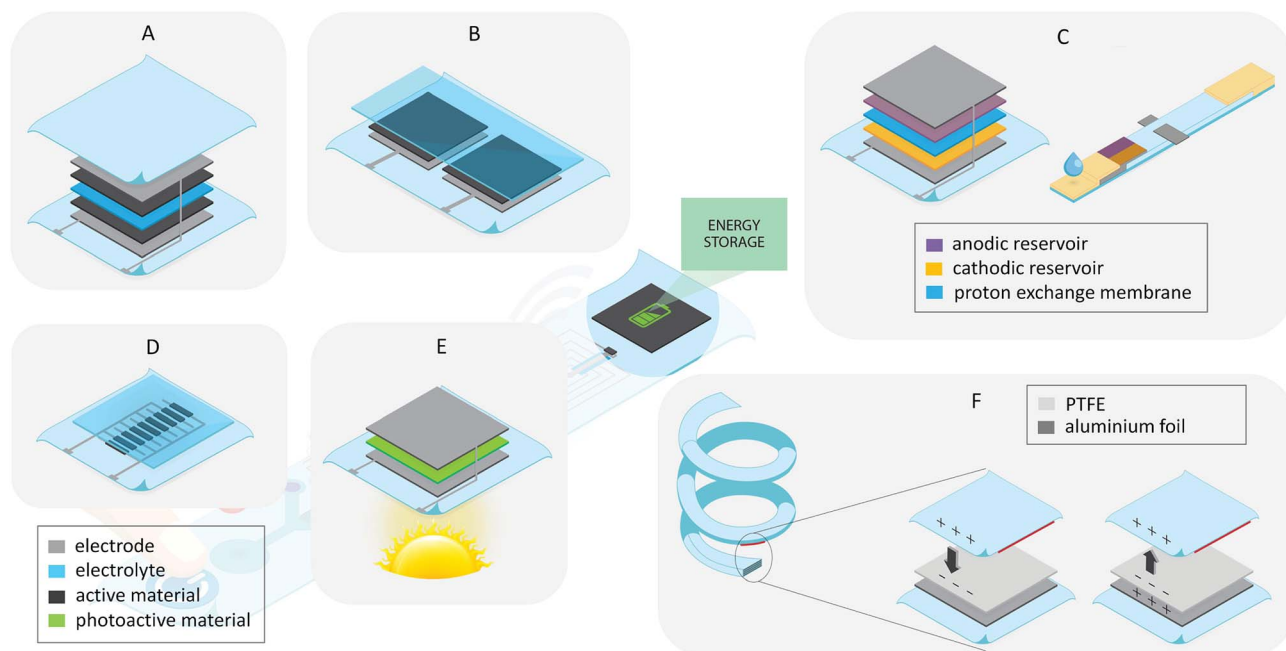 A
B
C
ENERGY
STORAGE
anodic reservoir
cathodic reservoir
proton exchange membrane
D
E
electrode
electrolyte
active material
photoactive material
F
PTFE
aluminium foil
+ + +
- -
+ + +
- - -
+ + +